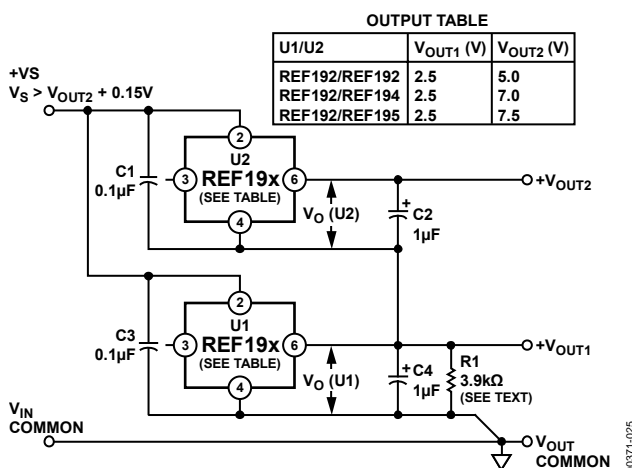 OUTPUT TABLE
U1/U2 VOUT1 (V) VOUT2 (V)
REF192/REF192 2.5 5.0
REF192/REF194 2.5 7.0
REF192/REF195 2.5 7.5
+VS
VS > VOUT2 + 0.15V
2
U2
C1
0.1µF
3
REF19x
6
(SEE TABLE)
4
VO (U2)
+
C2
1µF
+VOUT2
2
U1
C3
0.1µF
3
REF19x
6
(SEE TABLE)
4
VO (U1)
+
C4
1µF
R1
3.9kΩ
(SEE TEXT)
+VOUT1
VIN
COMMON
VOUT
COMMON
0371-025